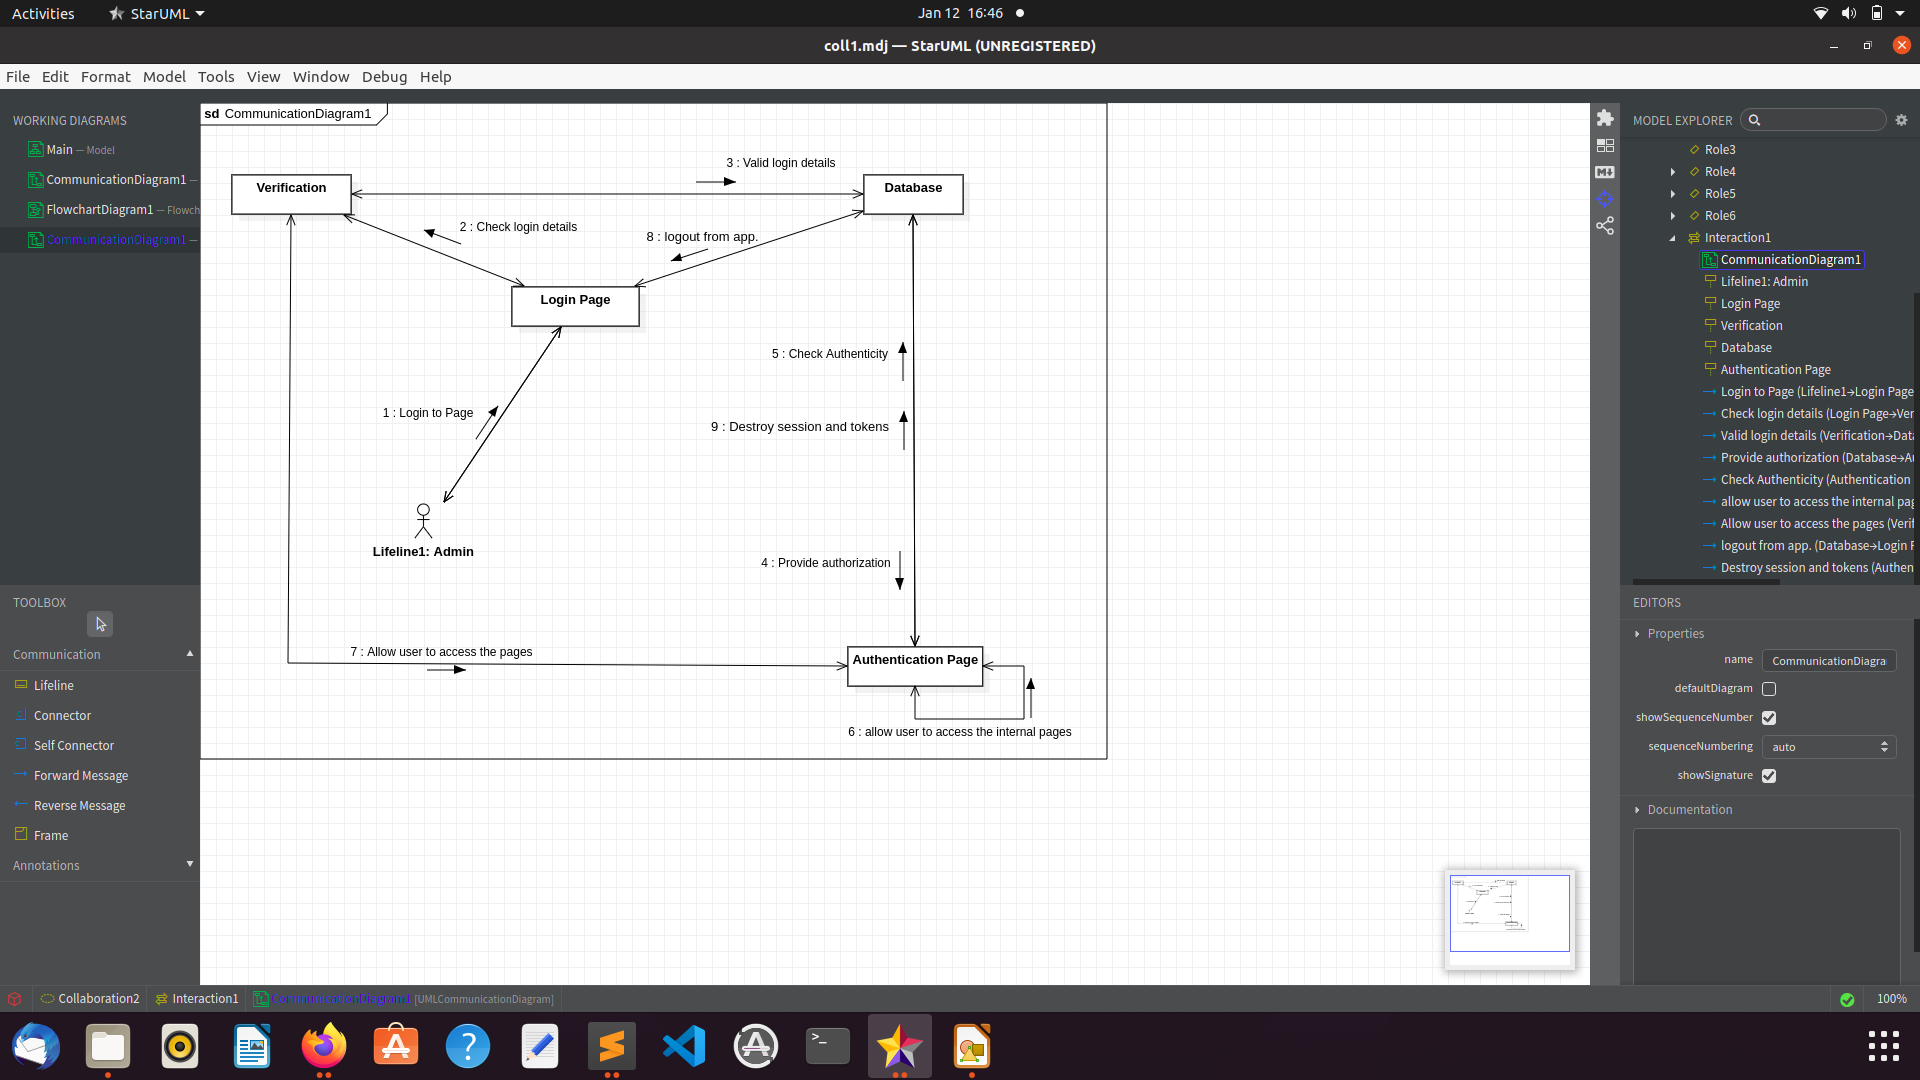 Activities
StarUML
Jan 12 16:46
coll1.mdj — StarUML (UNREGISTERED)
File Edit Format Model Tools View Window Debug Help
WORKING DIAGRAMS
Main — Model
CommunicationDiagram1 —
FlowchartDiagram1 — Flowch
CommunicationDiagram1 —
TOOLBOX
Communication
Lifeline
Connector
Self Connector
Forward Message
Reverse Message
Frame
Annotations
sd CommunicationDiagram1
3 : Valid login details
Verification
Database
2 : Check login details
8 : logout from app.
Login Page
5 : Check Authenticity
1 : Login to Page
9 : Destroy session and tokens
Lifeline1: Admin
4 : Provide authorization
7 : Allow user to access the pages
Authentication Page
6 : allow user to access the internal pages
M↓
MODEL EXPLORER
Role3
Role4
Role5
Role6
Interaction1
CommunicationDiagram1
Lifeline1: Admin
Login Page
Verification
Database
Authentication Page
Login to Page (Lifeline1→Login Page
Check login details (Login Page→Ver
Valid login details (Verification→Data
Provide authorization (Database→Au
Check Authenticity (Authentication
allow user to access the internal pag
Allow user to access the pages (Verif
logout from app. (Database→Login P
Destroy session and tokens (Authen
EDITORS
Properties
name CommunicationDiagra
defaultDiagram
showSequenceNumber
sequenceNumbering auto
showSignature
Documentation
Collaboration2
Interaction1
CommunicationDiagram1 [UMLCommunicationDiagram]
100%
?
A
>_